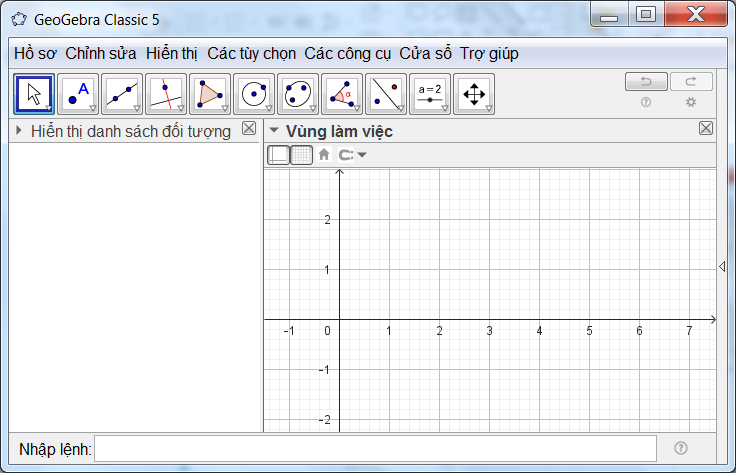 GeoGebra Classic 5
Hồ sơ Chỉnh sửa Hiển thị Các tùy chọn Các công cụ Cửa sổ Trợ giúp
A α a=2
Hiển thị danh sách đối tượng
Vùng làm việc
2
1
-1 0 1 2 3 4 5 6 7
-1
-2
Nhập lệnh: